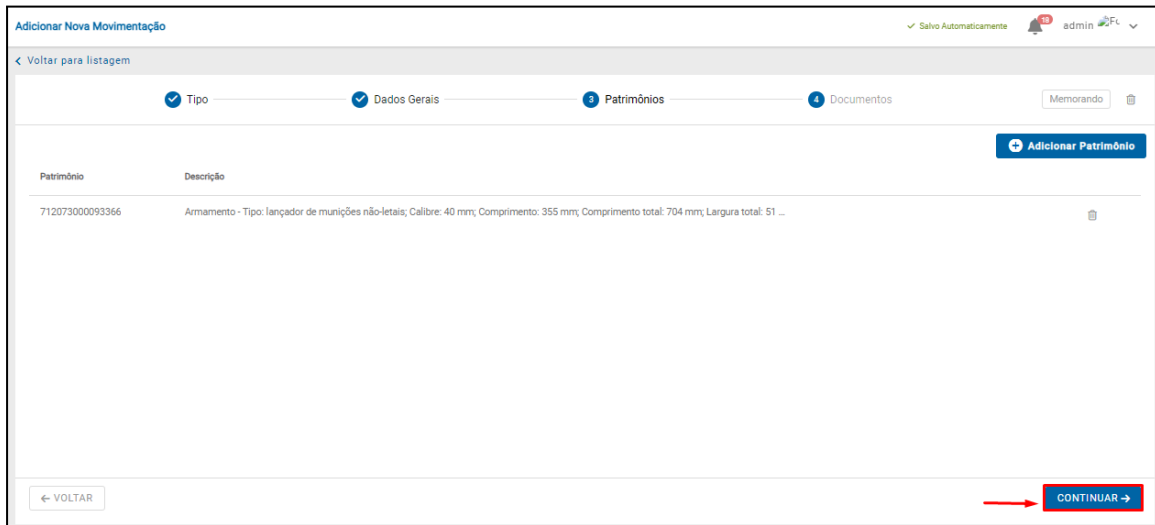 Adicionar Nova Movimentação
✓ Salvo Automaticamente
18
admin
Voltar para listagem
Tipo
Dados Gerais
3 Patrimônios
4 Documentos
Memorando
Adicionar Patrimônio
Patrimônio Descrição
712073000093366 Armamento - Tipo: lançador de munições não-letais; Calibre: 40 mm; Comprimento: 355 mm; Comprimento total: 704 mm; Largura total: 51 ...
← VOLTAR
CONTINUAR →